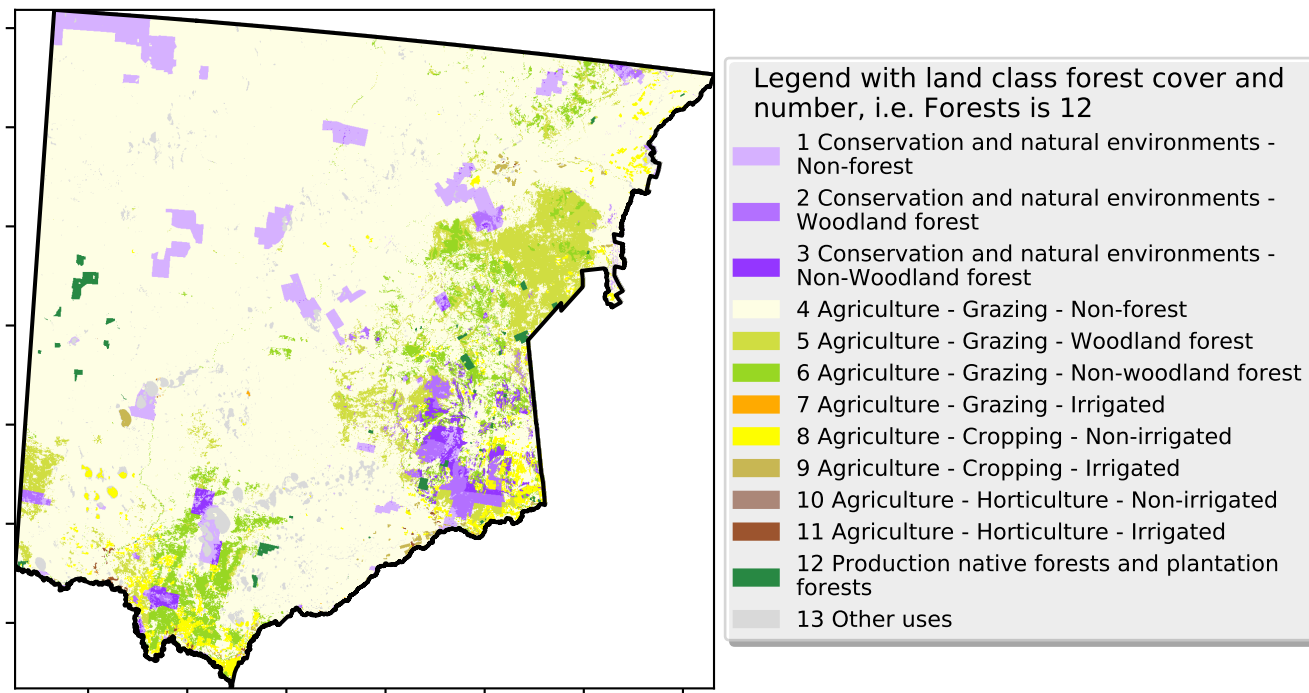 Legend with land class forest cover and
number, i.e. Forests is 12
1 Conservation and natural environments -
Non-forest
2 Conservation and natural environments -
Woodland forest
3 Conservation and natural environments -
Non-Woodland forest
4 Agriculture - Grazing - Non-forest
5 Agriculture - Grazing - Woodland forest
6 Agriculture - Grazing - Non-woodland forest
7 Agriculture - Grazing - Irrigated
8 Agriculture - Cropping - Non-irrigated
9 Agriculture - Cropping - Irrigated
10 Agriculture - Horticulture - Non-irrigated
11 Agriculture - Horticulture - Irrigated
12 Production native forests and plantation
forests
13 Other uses